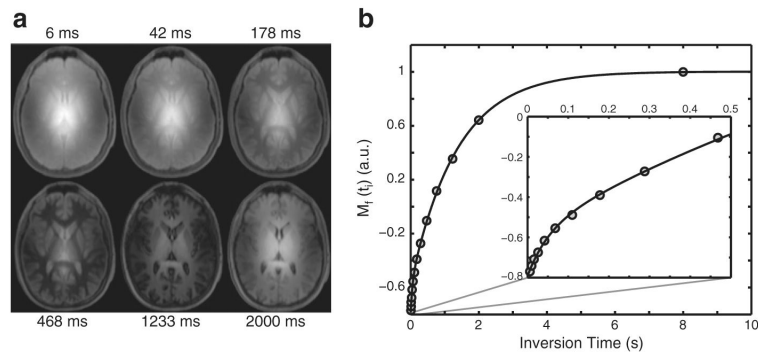 a
6 ms 42 ms 178 ms
468 ms 1233 ms 2000 ms
b
Mf (ti) (a.u.)
1
0.6
0.2
−0.2
−0.6
0 2 4 6 8 10
Inversion Time (s)
0 0.1 0.2 0.3 0.4 0.5
0
−0.2
−0.4
−0.6
−0.8